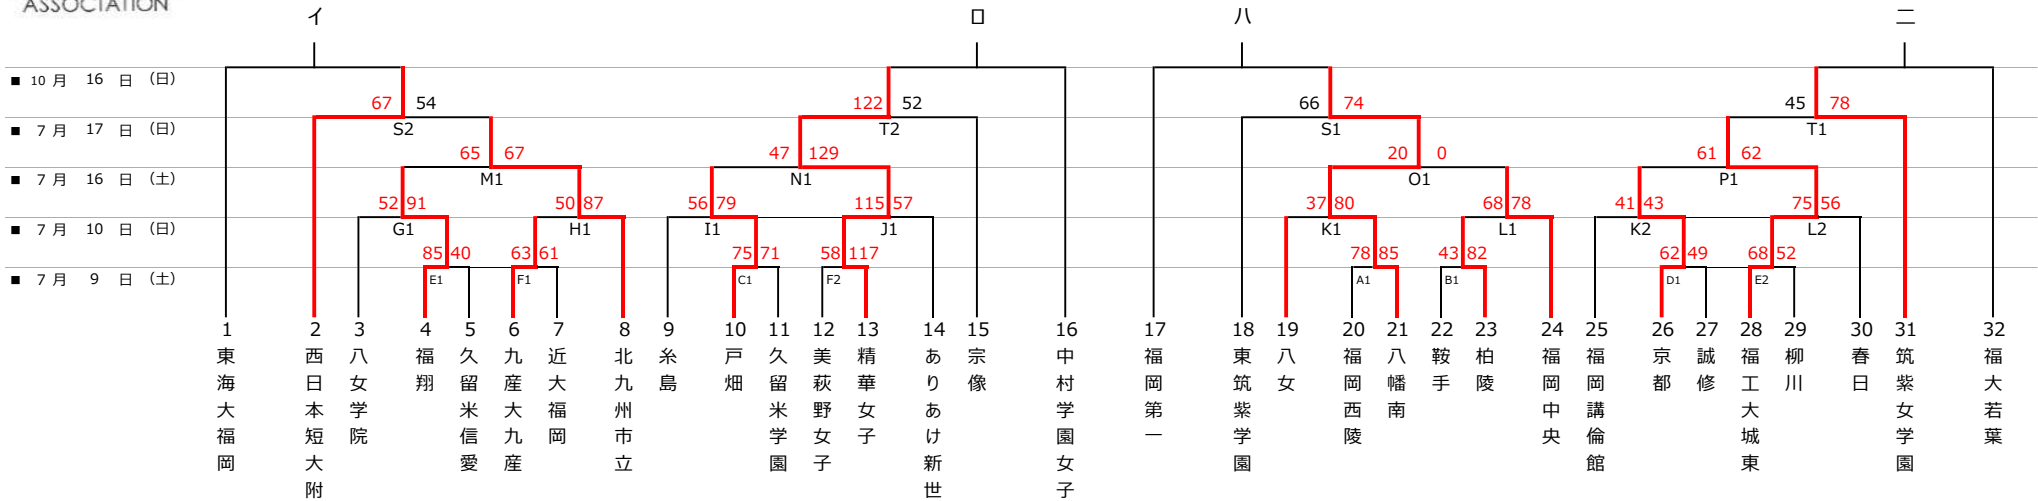 ASSOCIATION
イ ロ ハ ニ
■ 10 月 16 日 (日)
67 54 122 52 66 74 45 78
■ 7 月 17 日 (日)
S2 T2 S1 T1
65 67 47 129 20 0 61 62
■ 7 月 16 日 (土)
M1 N1 O1 P1
52 91 50 87 56 79 115 57 37 80 68 78 41 43 75 56
■ 7 月 10 日 (日)
G1 H1 I1 J1 K1 L1 K2 L2
85 40 63 61 75 71 58 117 78 85 43 82 62 49 68 52
■ 7 月 9 日 (土)
E1 F1 C1 F2 A1 B1 D1 E2
1 東海大福岡
2 西日本短大附
3 八女学院
4 福翔
5 久留米信愛
6 九産大九産
7 近大福岡
8 北九州市立
9 糸島
10 戸畑
11 久留米学園
12 美萩野女子
13 精華女子
14 ありあけ新世
15 宗像
16 中村学園女子
17 福岡第一
18 東筑紫学園
19 八女
20 福岡西陵
21 八幡南
22 鞍手
23 柏陵
24 福岡中央
25 福岡講倫館
26 京都
27 誠修
28 福工大城東
29 柳川
30 春日
31 筑紫女学園
32 福大若葉